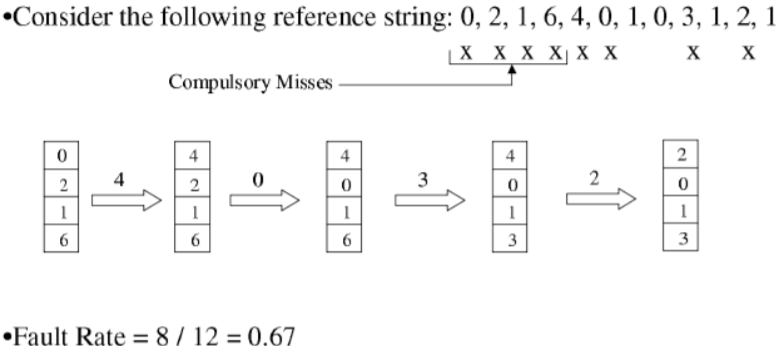 •Consider the following reference string: 0, 2, 1, 6, 4, 0, 1, 0, 3, 1, 2, 1
X X X X X X X X
Compulsory Misses
4 0 3 2
0 4 4 4 2
2 2 0 0 0
1 1 1 1 1
6 6 6 3 3
•Fault Rate = 8 / 12 = 0.67